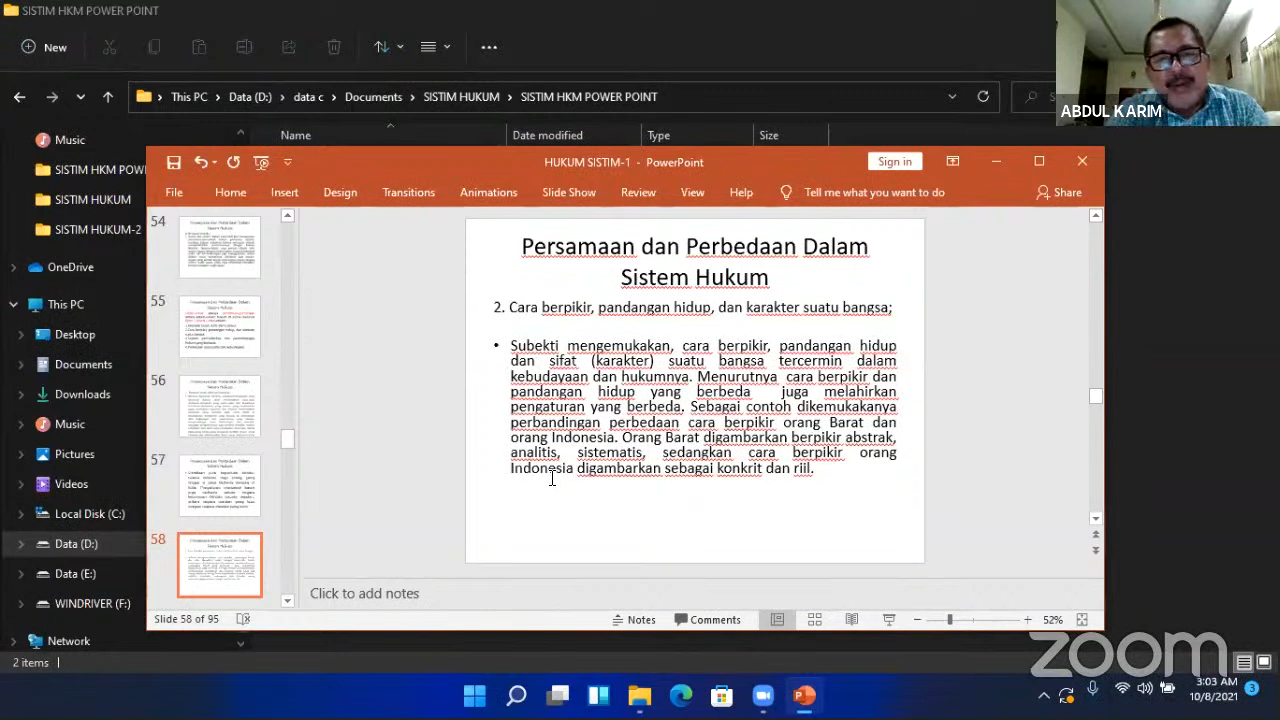 SISTIM HKM POWER POINT
New
This PC > Data (D:) > data c > Documents > SISTIM HUKUM > SISTIM HKM POWER POINT
ABDUL KARIM
Music
SISTIM HKM POW
SISTIM HUKUM
SISTIM HUKUM-2
OneDrive
This PC
Desktop
Documents
Downloads
Music
Pictures
Videos
Local Disk (C:)
Data (D:)
Data (E:)
WINDRIVER (F:)
Network
2 items
Name Date modified Type Size
HUKUM SISTIM-1 - PowerPoint
Sign in
File Home Insert Design Transitions Animations Slide Show Review View Help Tell me what you want to do Share
54
55
56
58
Persamaan Perbedaan Dalam
Sistem Hukum
2. Cara berpikir, pandangan hidup, dan karakter suatu bangsa
• Subekti mengemukakan, cara berpikir, pandangan hidup
dan sifat (karakter) suatu bangsa tercermin dalam
kebudayaan dan hukumnya. Menurutnya cara berpikir dan
pandangan hidup yang berbeda juga melahirkan
Sebagai contoh dikemukakanya
perbandingan cara berpikir orang Barat dan
orang Indonesia. Orang Barat digambarkan berpikir abstrak,
analitis, sistematis, sedangkan cara berpikir orang
Indonesia digambarkan sebagai konkrit dan riil.
Click to add notes
Slide 58 of 95
Notes Comments
52%
zoom
3:03 AM
10/8/2021
3